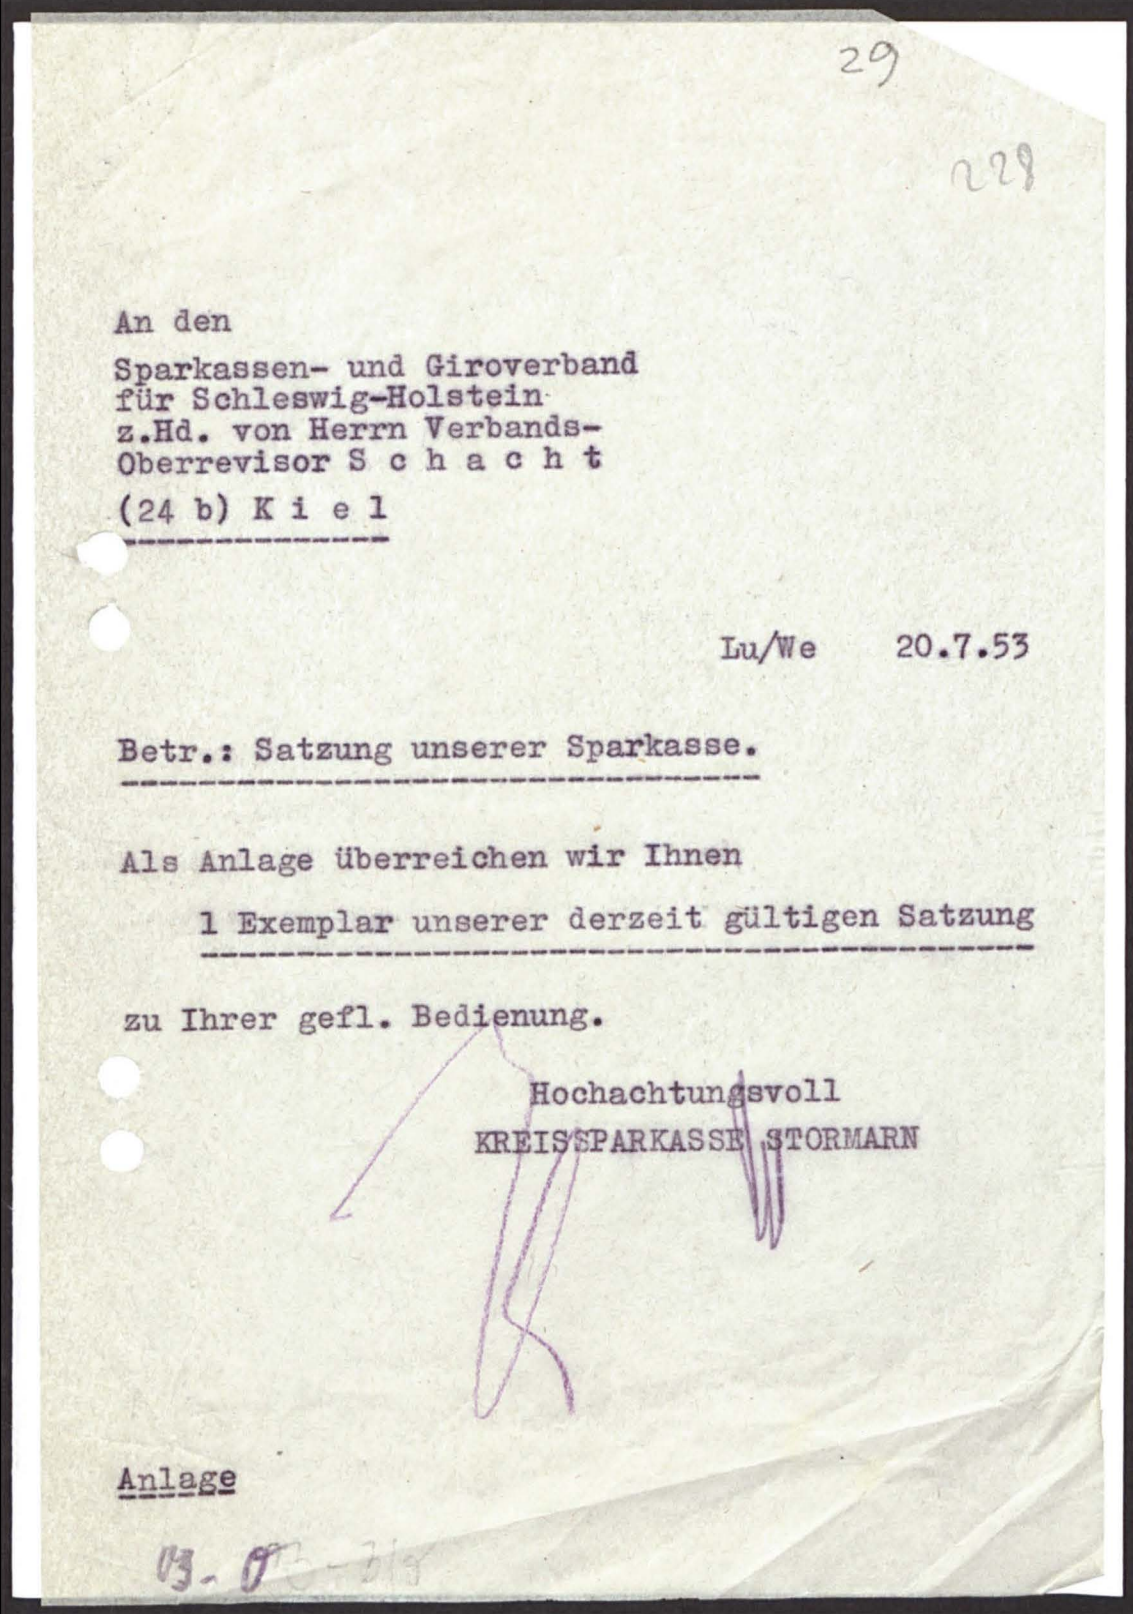 29
228
An den
Sparkassen- und Giroverband
für Schleswig-Holstein
z.Hd. von Herrn Verbands-
Oberrevisor S c h a c h t
(24 b) K i e l
Lu/We 20.7.53
Betr.: Satzung unserer Sparkasse.
Als Anlage überreichen wir Ihnen
1 Exemplar unserer derzeit gültigen Satzung
zu Ihrer gefl. Bedienung.
Hochachtungsvoll
KREISSPARKASSE STORMARN
Anlage